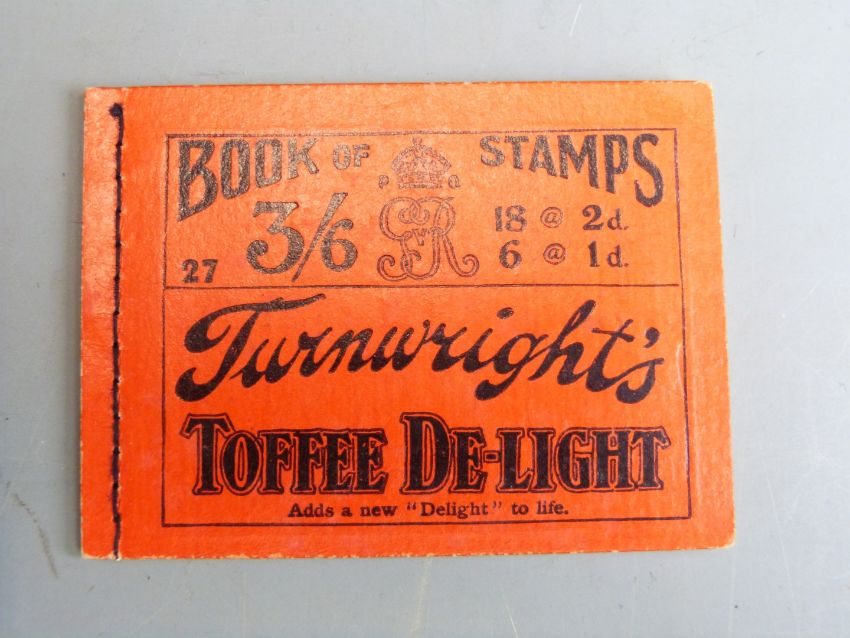 BOOK OF STAMPS
P O
3/6 GvR 18 @ 2d.
27 6 @ 1d.
Turnwright's
TOFFEE DE-LIGHT
Adds a new "Delight" to life.